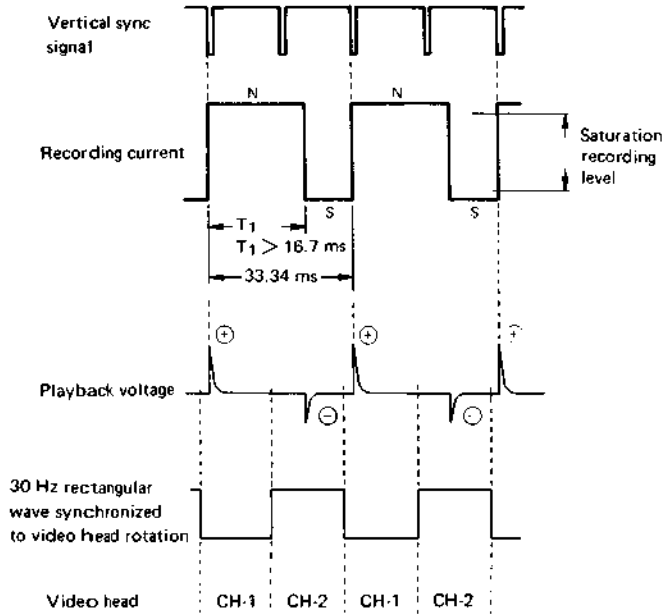 Vertical sync
signal
N
N
Recording current
Saturation
recording
level
S
S
T1
T1 > 16.7 ms
33.34 ms
+
+
+
Playback voltage
−
−
30 Hz rectangular
wave synchronized
to video head rotation
Video head CH-1 CH-2 CH-1 CH-2